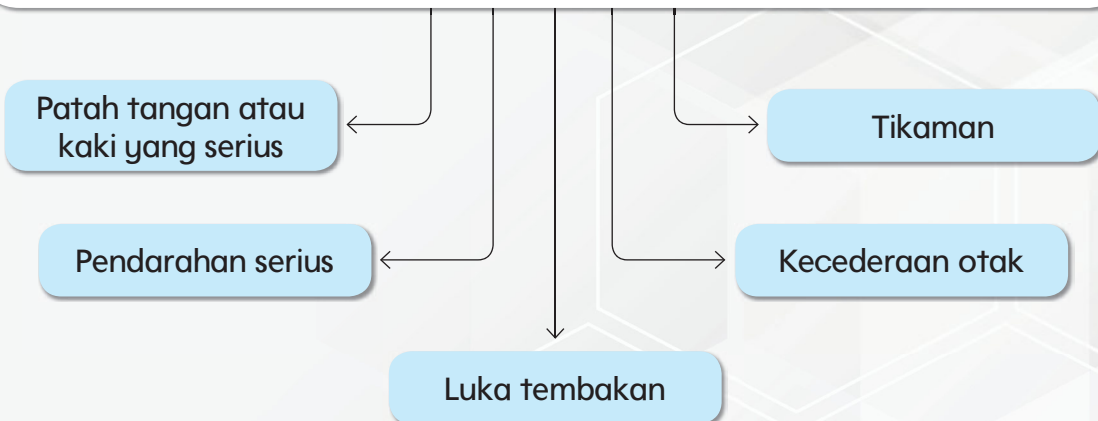 Patah tangan atau
kaki yang serius
Tikaman
Pendarahan serius
Kecederaan otak
Luka tembakan